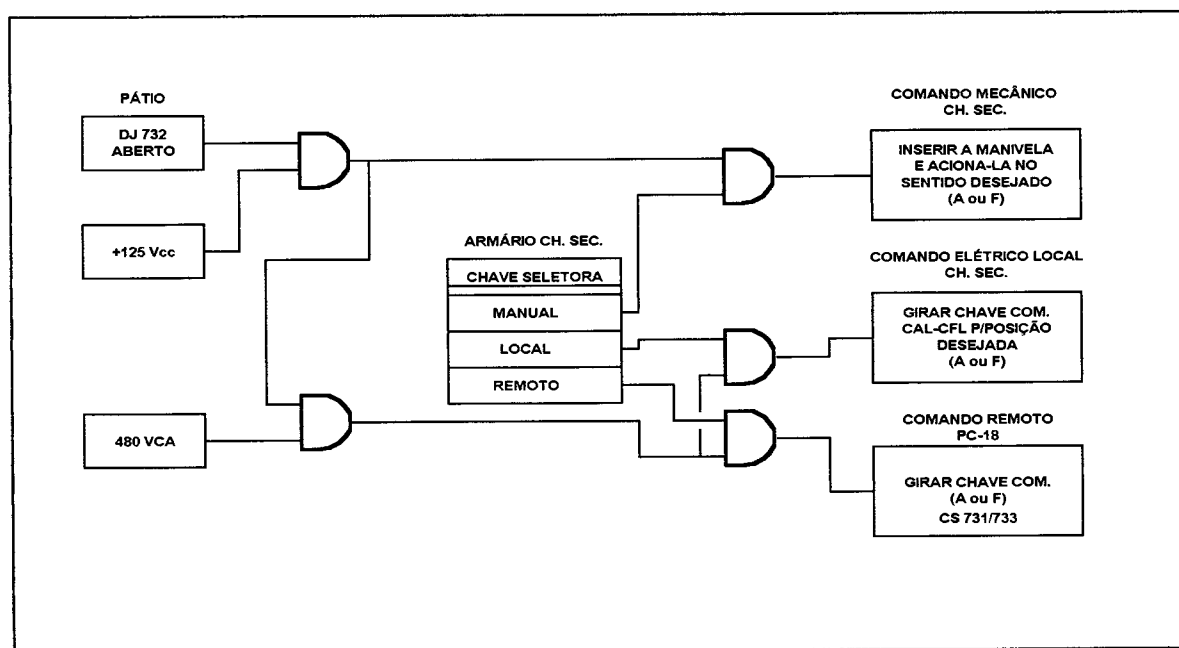 PÁTIO
DJ 732
ABERTO
+125 Vcc
480 VCA
ARMÁRIO CH. SEC.
CHAVE SELETORA
MANUAL
LOCAL
REMOTO
COMANDO MECÂNICO
CH. SEC.
INSERIR A MANIVELA
E ACIONA-LA NO
SENTIDO DESEJADO
(A ou F)
COMANDO ELÉTRICO LOCAL
CH. SEC.
GIRAR CHAVE COM.
CAL-CFL P/POSIÇÃO
DESEJADA
(A ou F)
COMANDO REMOTO
PC-18
GIRAR CHAVE COM.
(A ou F)
CS 731/733